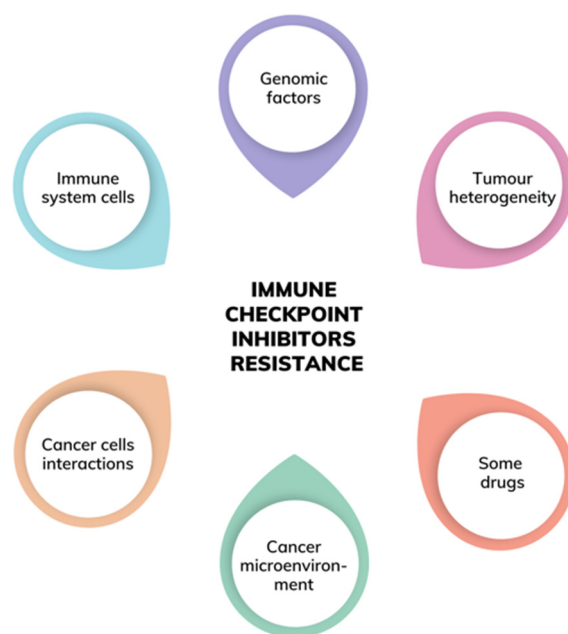 Genomic
factors
Immune
system cells
Tumour
heterogeneity
IMMUNE
CHECKPOINT
INHIBITORS
RESISTANCE
Cancer cells
interactions
Some
drugs
Cancer
microenviron-
ment